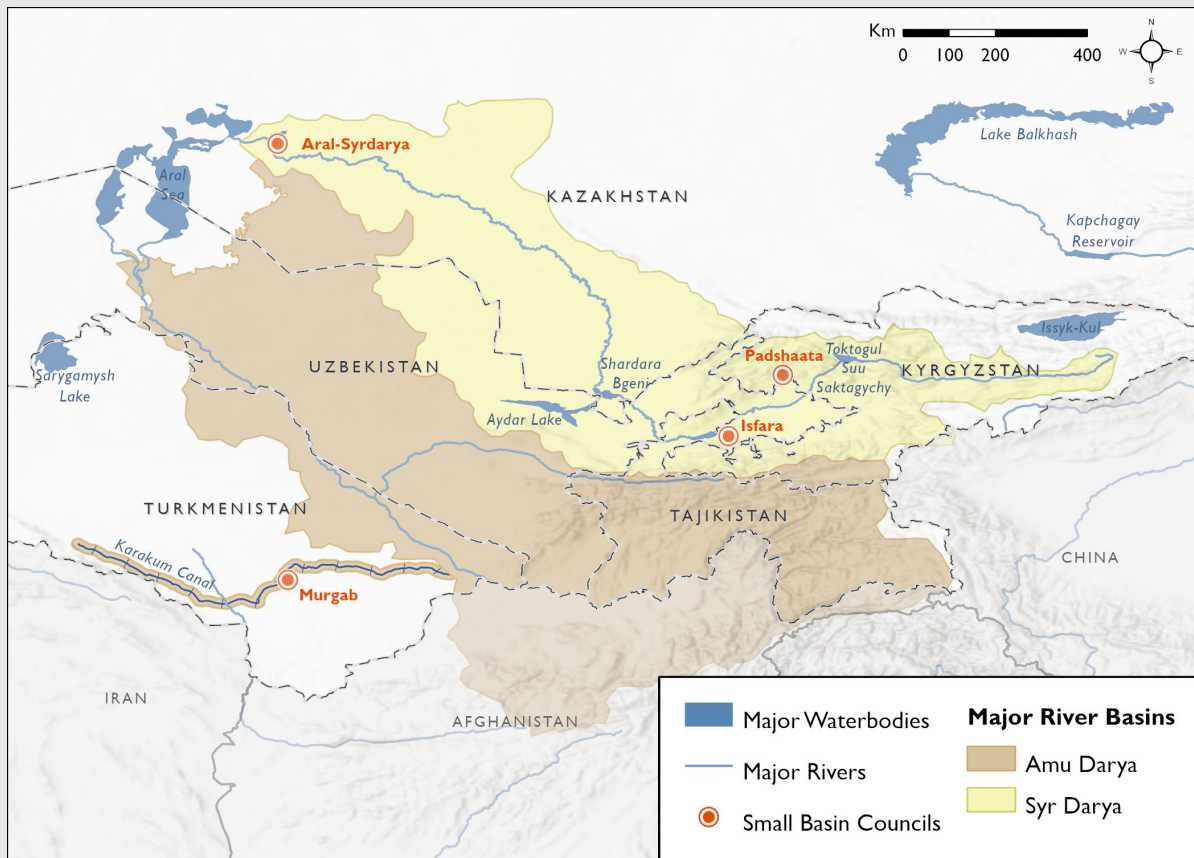 Km
0 100 200 400
N
W E
S
Lake Balkhash
Aral-Syrdarya
Aral
Sea
KAZAKHSTAN
Kapchagay
Reservoir
Issyk-Kul
Sarygamysh
Lake
UZBEKISTAN
Shardara
Bgeni
Padshaata
Toktogul
Suu
Saktagychy
KYRGYZSTAN
Aydar Lake
Isfara
TURKMENISTAN
TAJIKISTAN
Karakum Canal
CHINA
Murgab
IRAN
AFGHANISTAN
Major Waterbodies
Major Rivers
Small Basin Councils
Major River Basins
Amu Darya
Syr Darya